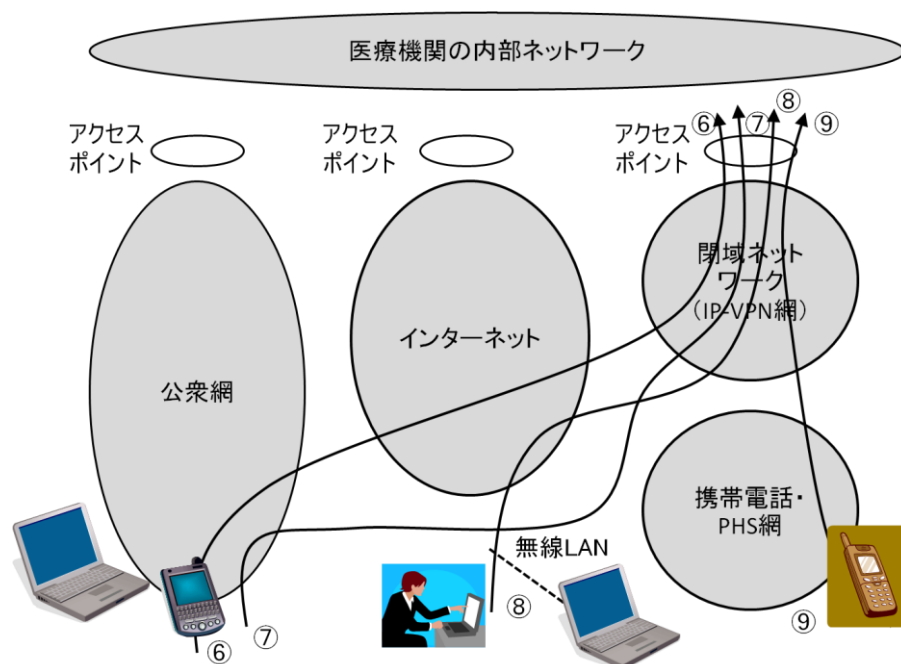 医療機関の内部ネットワーク
アクセス
ポイント
アクセス
ポイント
アクセス
ポイント
⑥
⑦
⑧
⑨
閉域ネット
ワーク
（IP-VPN網）
インターネット
公衆網
携帯電話・
PHS網
無線LAN
⑧
⑨
⑥
⑦